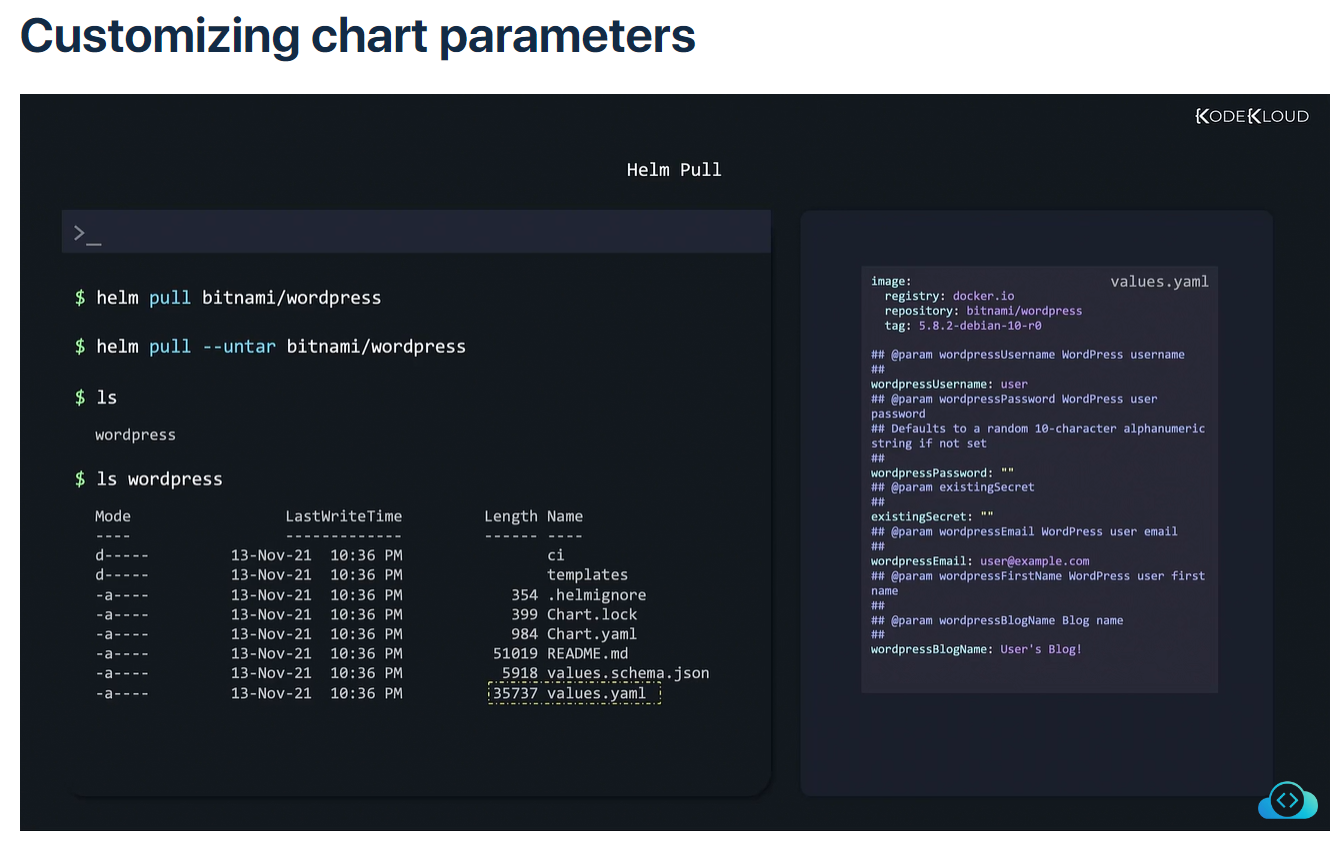 Customizing chart parameters
KODEKLOUD
Helm Pull
>_
$ helm pull bitnami/wordpress
$ helm pull --untar bitnami/wordpress
$ ls
wordpress
$ ls wordpress
Mode LastWriteTime Length Name
---- ------------- ------ ----
d----- 13-Nov-21 10:36 PM ci
d----- 13-Nov-21 10:36 PM templates
-a---- 13-Nov-21 10:36 PM 354 .helmignore
-a---- 13-Nov-21 10:36 PM 399 Chart.lock
-a---- 13-Nov-21 10:36 PM 984 Chart.yaml
-a---- 13-Nov-21 10:36 PM 51019 README.md
-a---- 13-Nov-21 10:36 PM 5918 values.schema.json
-a---- 13-Nov-21 10:36 PM 35737 values.yaml
values.yaml
image:
  registry: docker.io
  repository: bitnami/wordpress
  tag: 5.8.2-debian-10-r0
## @param wordpressUsername WordPress username
##
wordpressUsername: user
## @param wordpressPassword WordPress user
password
## Defaults to a random 10-character alphanumeric
string if not set
##
wordpressPassword: ""
## @param existingSecret
##
existingSecret: ""
## @param wordpressEmail WordPress user email
##
wordpressEmail: user@example.com
## @param wordpressFirstName WordPress user first
name
##
## @param wordpressBlogName Blog name
##
wordpressBlogName: User's Blog!